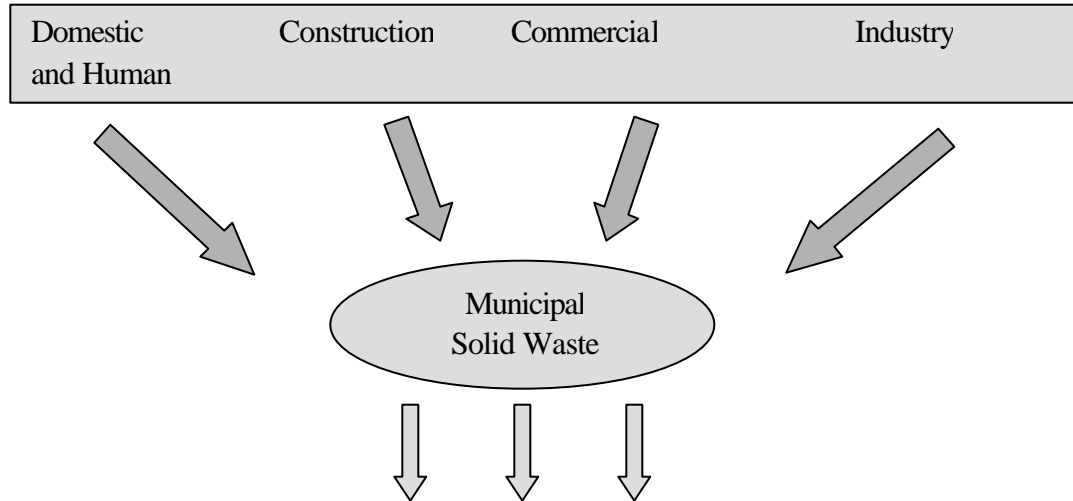 Domestic and Human
Construction
Commercial
Industry
Municipal
Solid Waste